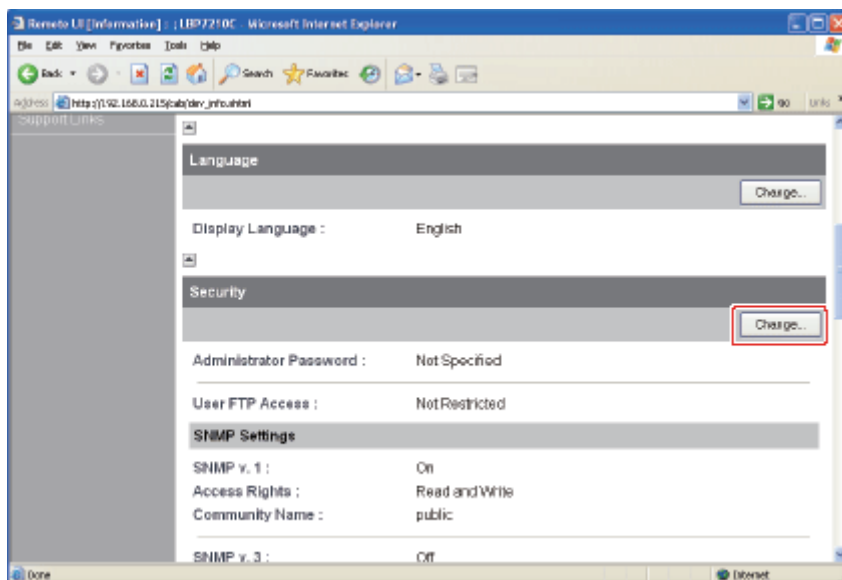 Remote UI [Information] : ; LBP7210C - Microsoft Internet Explorer
File Edit View Favorites Tools Help
Back Search Favorites
Address http://192.168.0.215/cab/dev_info.shtml Go Links
Support Links
Language
Change...
Display Language : English
Security
Change...
Administrator Password : Not Specified
User FTP Access : Not Restricted
SNMP Settings
SNMP v. 1 : On
Access Rights : Read and Write
Community Name : public
SNMP v. 3 : Off
Done Internet